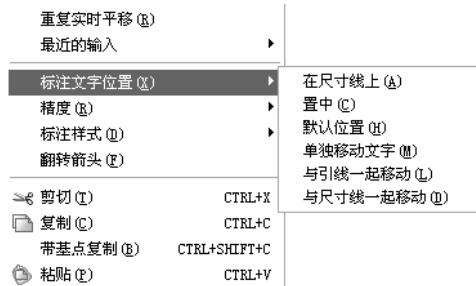 重复实时平移(R)
最近的输入
标注文字位置(X)
精度(R)
标注样式(D)
翻转箭头(F)
剪切(T) CTRL+X
复制(C) CTRL+C
带基点复制(B) CTRL+SHIFT+C
粘贴(P) CTRL+V
在尺寸线上(A)
置中(C)
默认位置(H)
单独移动文字(M)
与引线一起移动(L)
与尺寸线一起移动(D)